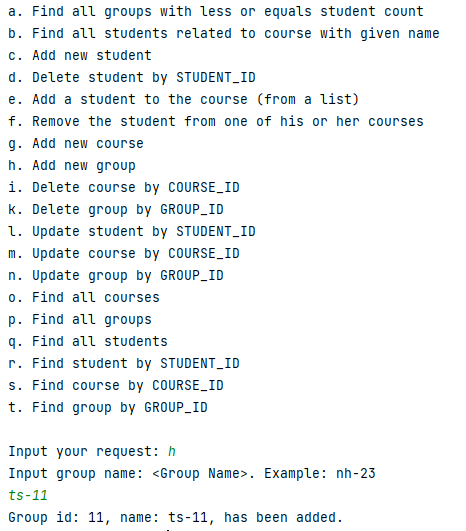 a. Find all groups with less or equals student count
b. Find all students related to course with given name
c. Add new student
d. Delete student by STUDENT_ID
e. Add a student to the course (from a list)
f. Remove the student from one of his or her courses
g. Add new course
h. Add new group
i. Delete course by COURSE_ID
k. Delete group by GROUP_ID
l. Update student by STUDENT_ID
m. Update course by COURSE_ID
n. Update group by GROUP_ID
o. Find all courses
p. Find all groups
q. Find all students
r. Find student by STUDENT_ID
s. Find course by COURSE_ID
t. Find group by GROUP_ID
Input your request: h
Input group name: <Group Name>. Example: nh-23
ts-11
Group id: 11, name: ts-11, has been added.